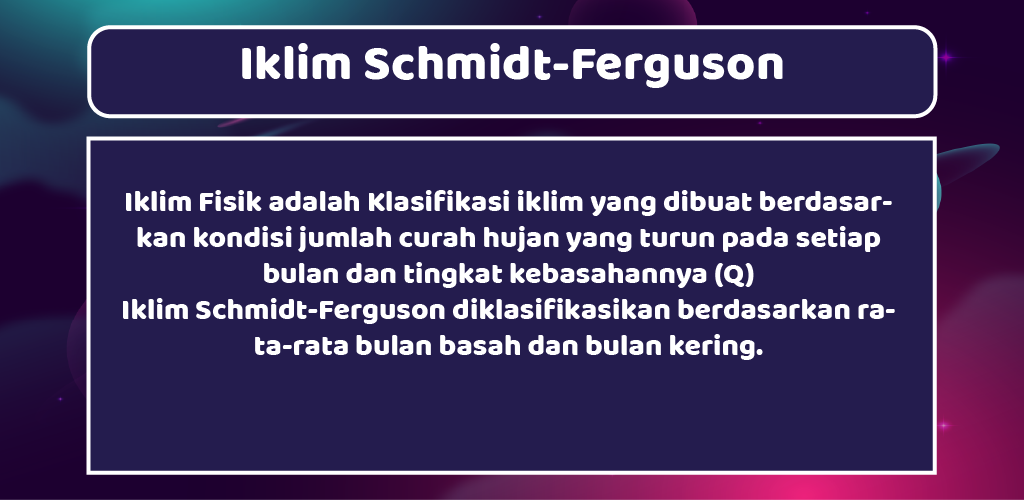 Iklim Schmidt-Ferguson
Iklim Fisik adalah Klasifikasi iklim yang dibuat berdasar-
kan kondisi jumlah curah hujan yang turun pada setiap
bulan dan tingkat kebasahannya (Q)
Iklim Schmidt-Ferguson diklasifikasikan berdasarkan ra-
ta-rata bulan basah dan bulan kering.